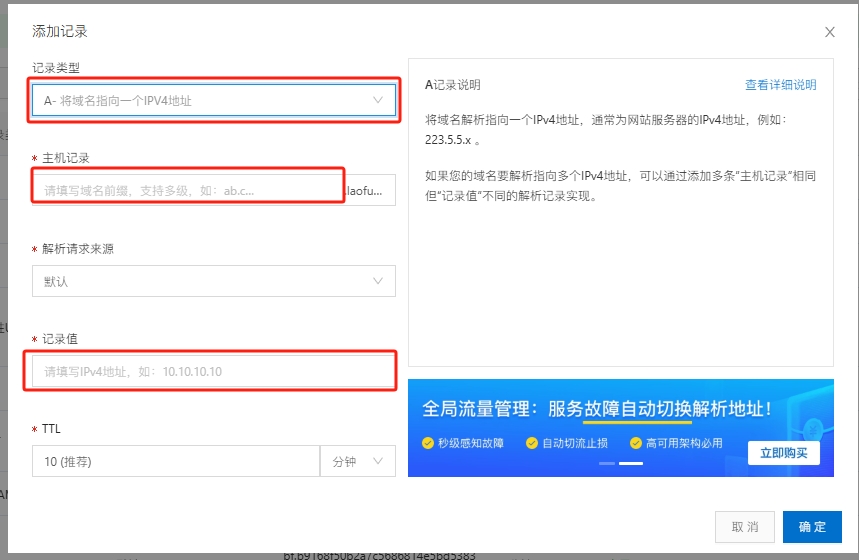 添加记录
记录类型
A- 将域名指向一个IPV4地址
* 主机记录
请填写域名前缀，支持多级，如：ab.c...
.laofu...
* 解析请求来源
默认
* 记录值
请填写IPv4地址，如：10.10.10.10
* TTL
10 (推荐)
分钟
A记录说明
查看详细说明
将域名解析指向一个IPv4地址，通常为网站服务器的IPv4地址，例如：
223.5.5.x 。
如果您的域名要解析指向多个IPv4地址，可以通过添加多条“主机记录”相同
但“记录值”不同的解析记录实现。
全局流量管理：服务故障自动切换解析地址！
秒级感知故障
自动切流止损
高可用架构必用
立即购买
取 消
确 定